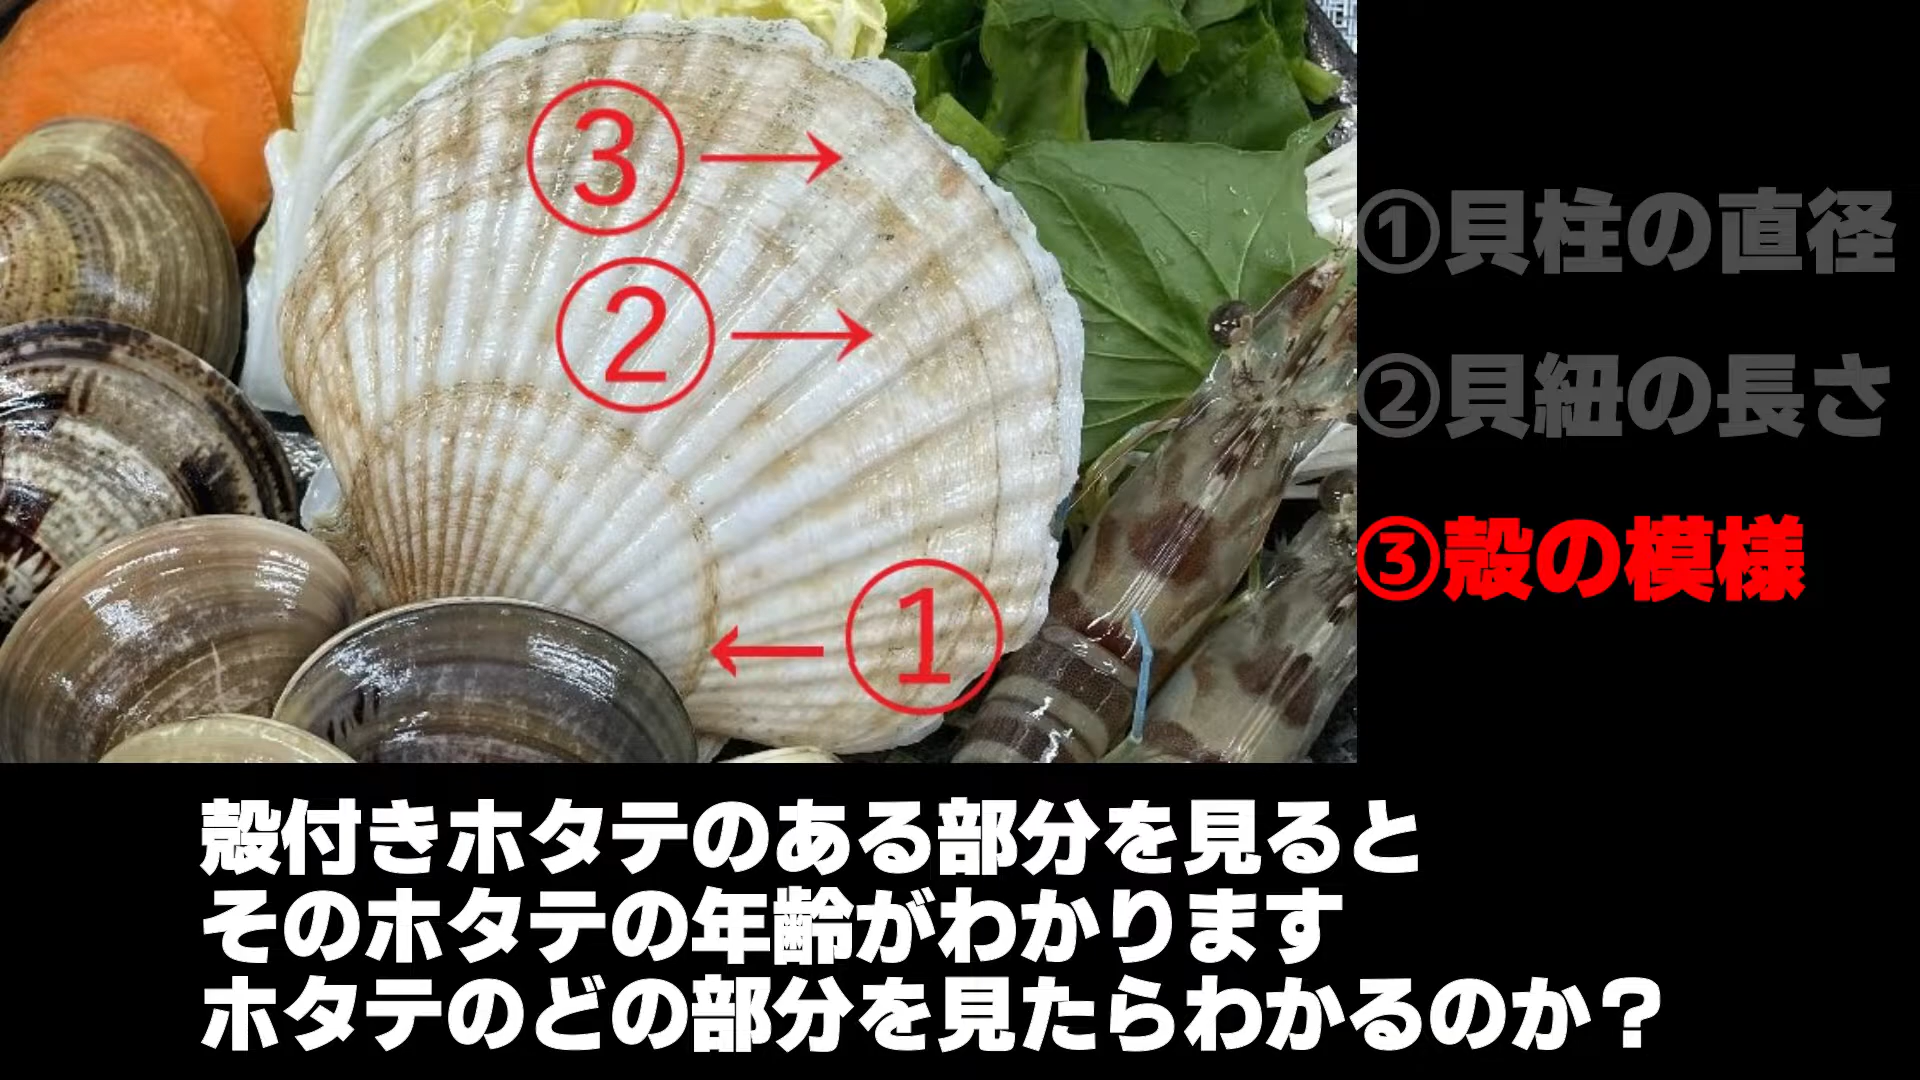 ③→
②→
←①
①貝柱の直径
②貝紐の長さ
③殻の模様
殻付きホタテのある部分を見ると
そのホタテの年齢がわかります
ホタテのどの部分を見たらわかるのか？